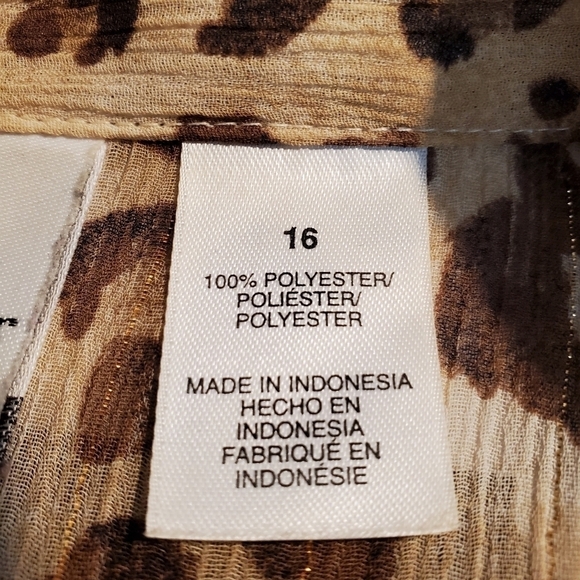 16
100% POLYESTER/
POLIÉSTER/
POLYESTER
MADE IN INDONESIA
HECHO EN
INDONESIA
FABRIQUÉ EN
INDONÉSIE